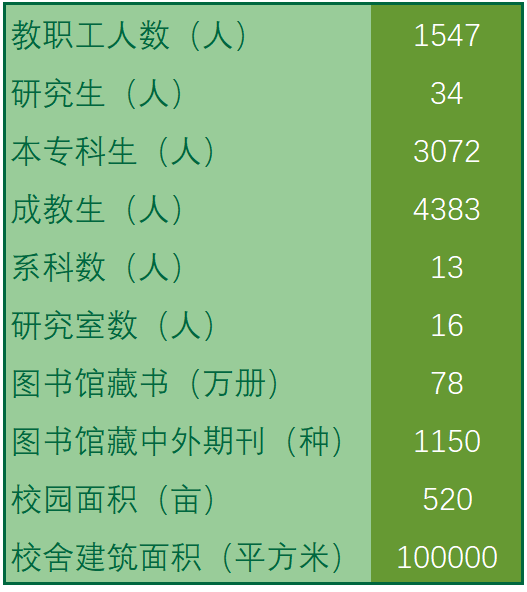 教职工人数（人） 1547
研究生（人） 34
本专科生（人） 3072
成教生（人） 4383
系科数（人） 13
研究室数（人） 16
图书馆藏书（万册） 78
图书馆藏中外期刊（种） 1150
校园面积（亩） 520
校舍建筑面积（平方米） 100000